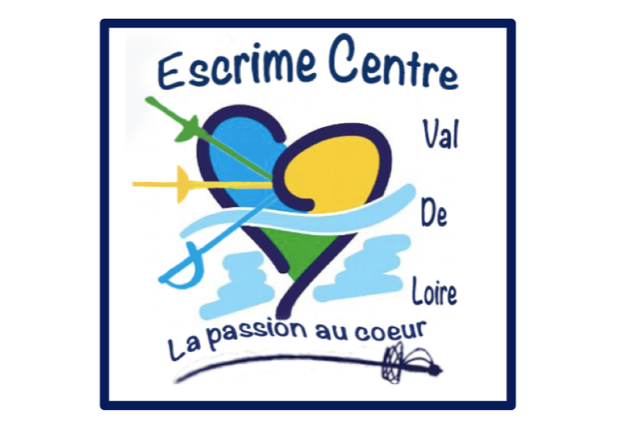 Escrime Centre
Val
De
Loire
La passion au coeur